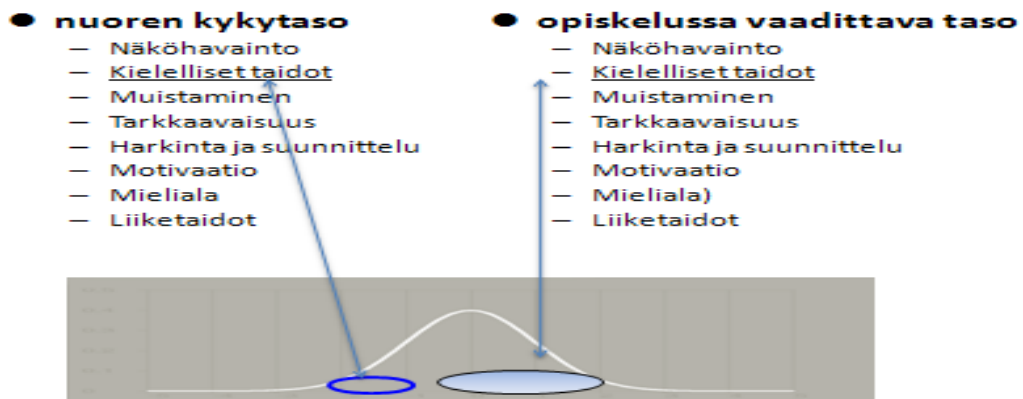 ● nuoren kykytaso
— Näköhavainto
— Kielelliset taidot
— Muistaminen
— Tarkkaavaisuus
— Harkinta ja suunnittelu
— Motivaatio
— Mieliala
— Liiketaidot
● opiskelussa vaadittava taso
— Näköhavainto
— Kielelliset taidot
— Muistaminen
— Tarkkaavaisuus
— Harkinta ja suunnittelu
— Motivaatio
— Mieliala)
— Liiketaidot